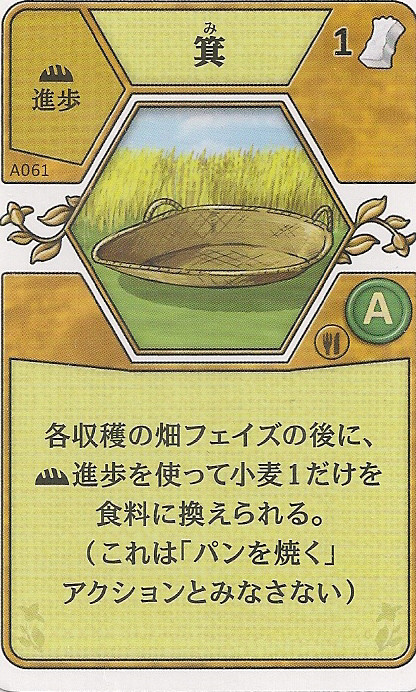 み
箕
1
進歩
A061
A
各収穫の畑フェイズの後に、
進歩を使って小麦1だけを
食料に換えられる。
(これは「パンを焼く」
アクションとみなさない)